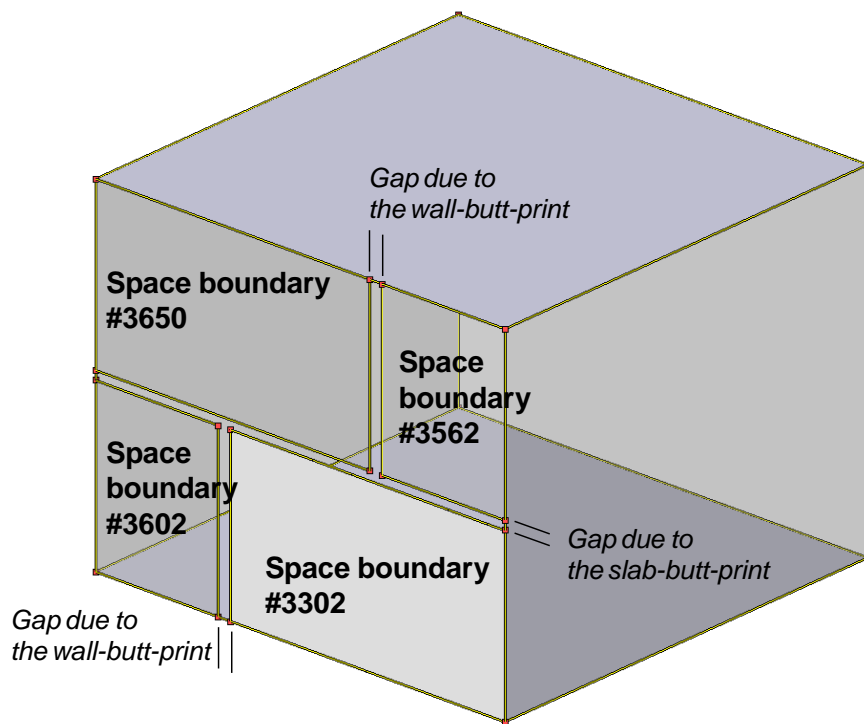 Gap due to
the wall-butt-print
Space boundary
#3650
Space
boundary
#3562
Space
boundary
#3602
Space boundary
#3302
Gap due to
the slab-butt-print
Gap due to
the wall-butt-print